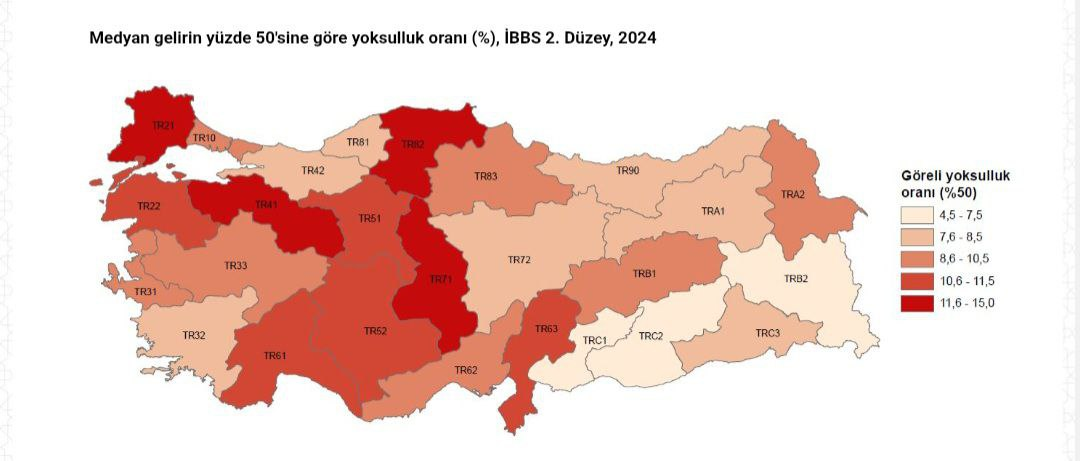 Medyan gelirin yüzde 50'sine göre yoksulluk oranı (%), İBBS 2. Düzey, 2024
TR21
TR10
TR81
TR82
TR42
TR83
TR90
TRA2
TR22
TR41
TR51
TRA1
TR33
TR72
TR71
TRB1
TRB2
TR31
TR32
TR52
TR63
TRC1
TRC2
TRC3
TR61
TR62
Göreli yoksulluk
oranı (%50)
4,5 - 7,5
7,6 - 8,5
8,6 - 10,5
10,6 - 11,5
11,6 - 15,0